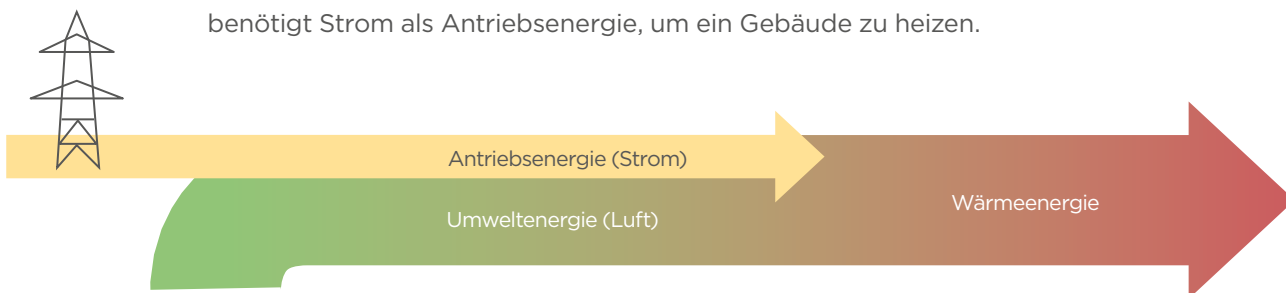 benötigt Strom als Antriebsenergie, um ein Gebäude zu heizen.
Antriebsenergie (Strom)
Umweltenergie (Luft)
Wärmeenergie